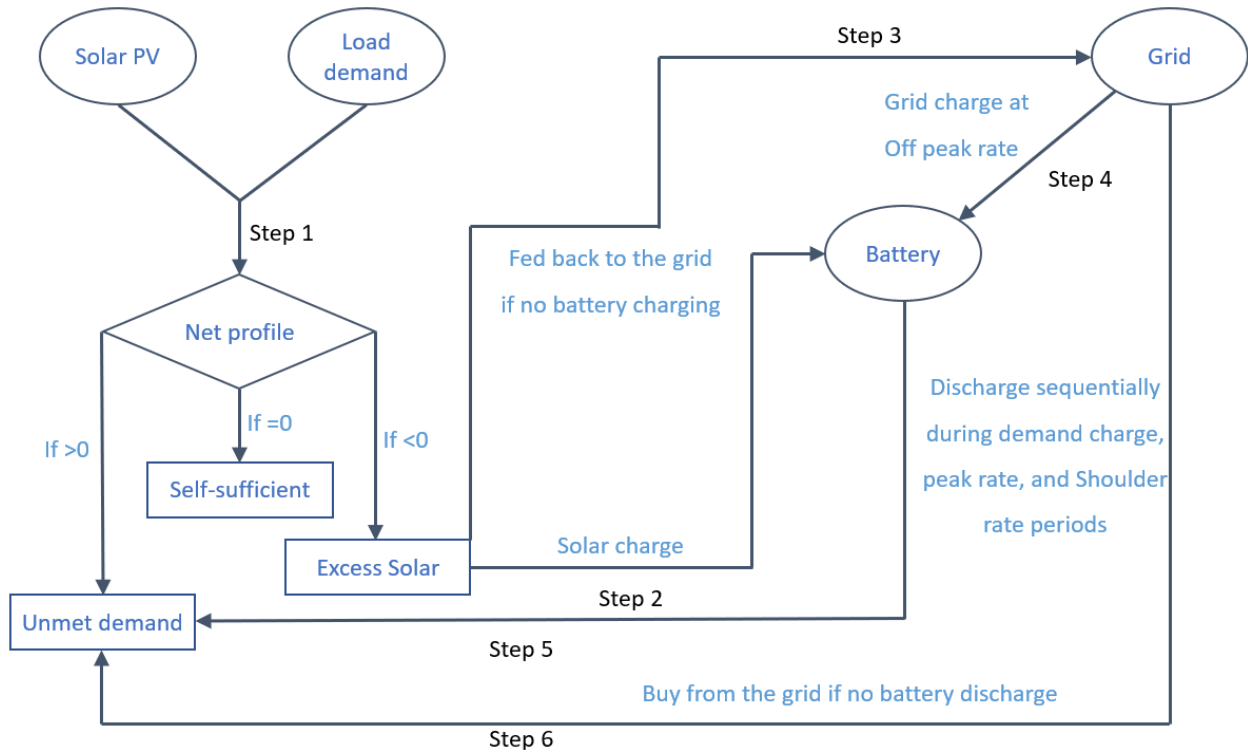 Solar PV
Load
demand
Step 3
Grid
Grid charge at
Off peak rate
Step 4
Step 1
Fed back to the grid
if no battery charging
Battery
Net profile
If >0
If =0
If <0
Discharge sequentially
during demand charge,
peak rate, and Shoulder
rate periods
Self-sufficient
Solar charge
Excess Solar
Step 2
Unmet demand
Step 5
Buy from the grid if no battery discharge
Step 6